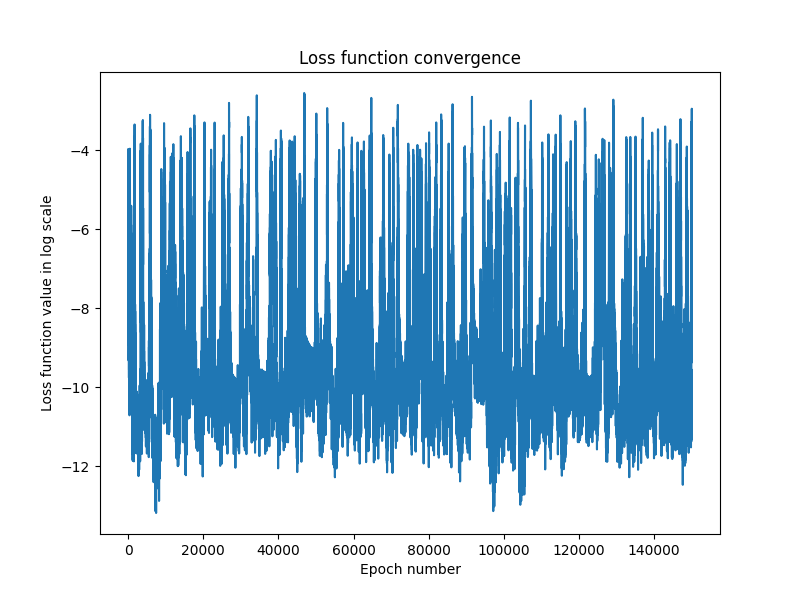 Loss function convergence
Loss function value in log scale
−4
−6
−8
−10
−12
0 20000 40000 60000 80000 100000 120000 140000
Epoch number